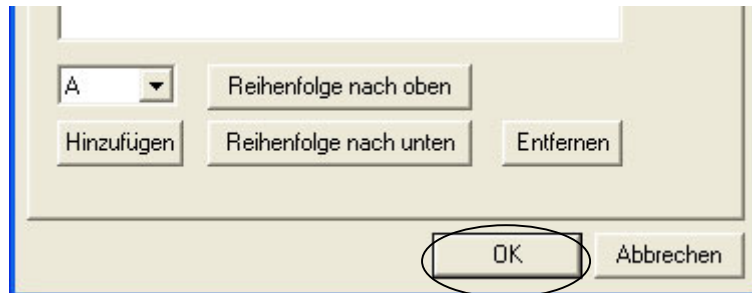 A
Reihenfolge nach oben
Hinzufügen
Reihenfolge nach unten
Entfernen
OK
Abbrechen